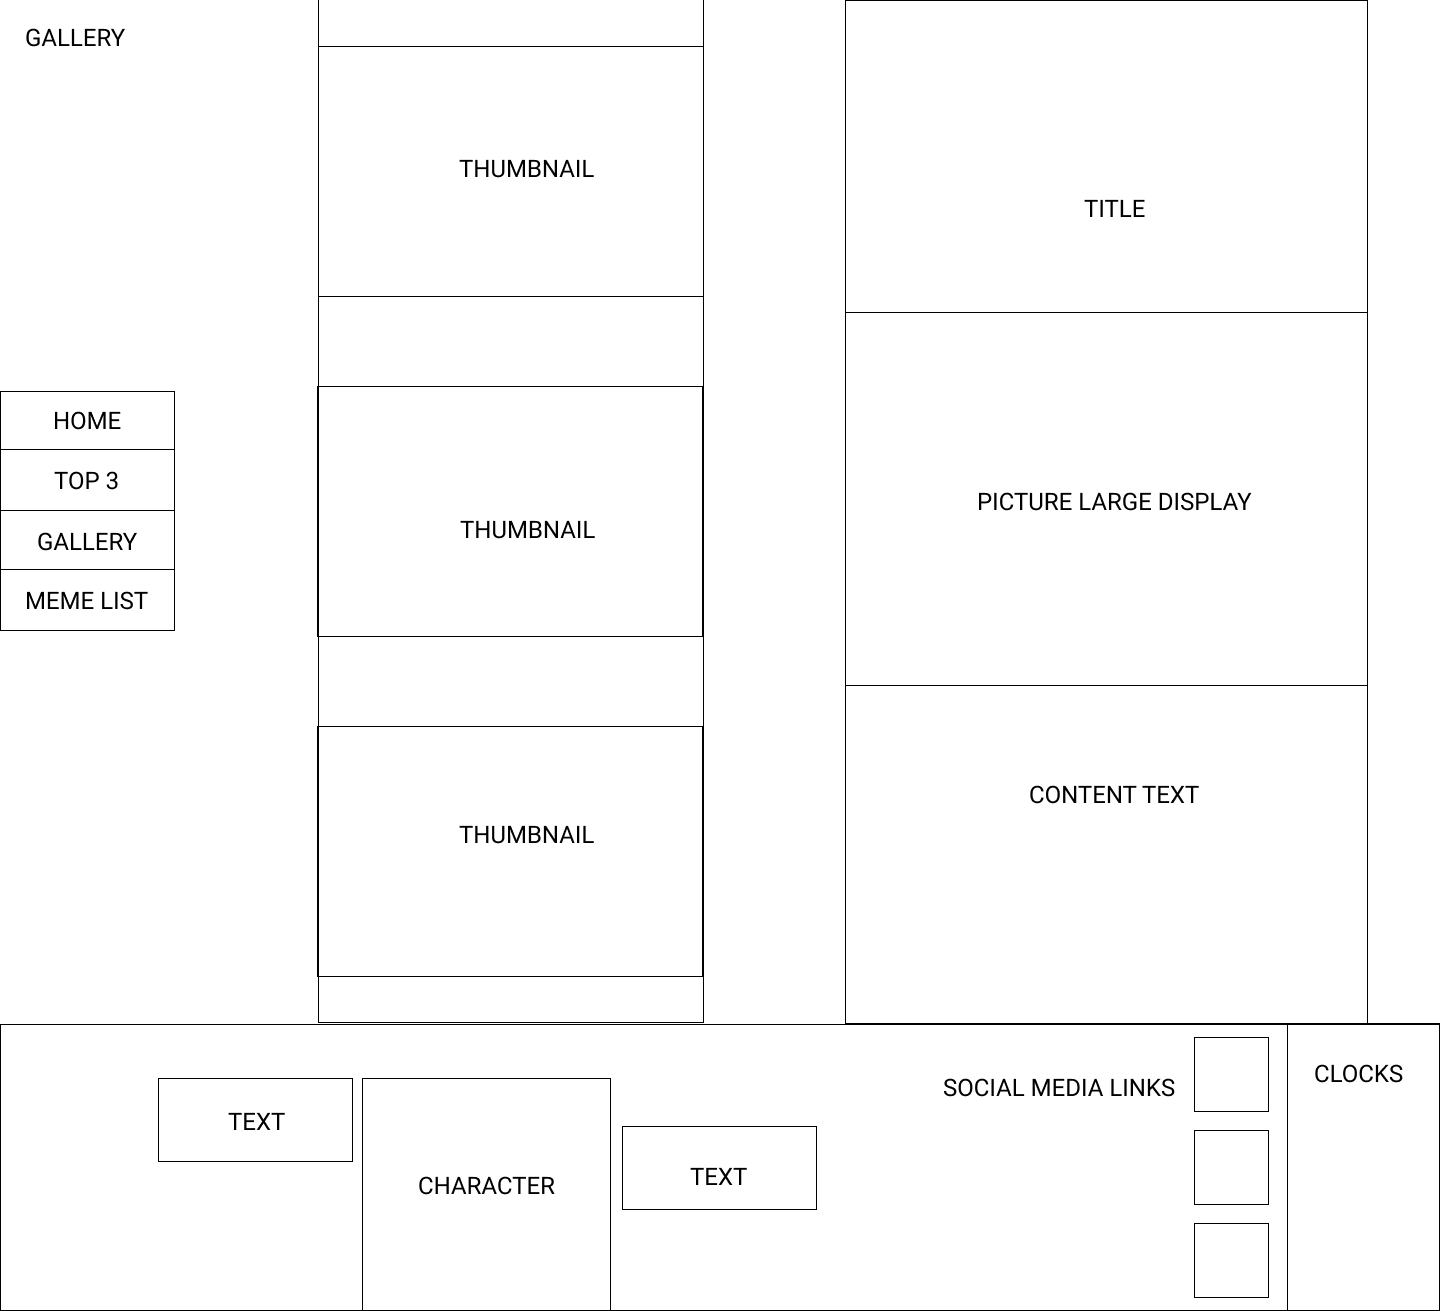 GALLERY
HOME
TOP 3
GALLERY
MEME LIST
THUMBNAIL
THUMBNAIL
THUMBNAIL
TITLE
PICTURE LARGE DISPLAY
CONTENT TEXT
TEXT
CHARACTER
TEXT
SOCIAL MEDIA LINKS
CLOCKS